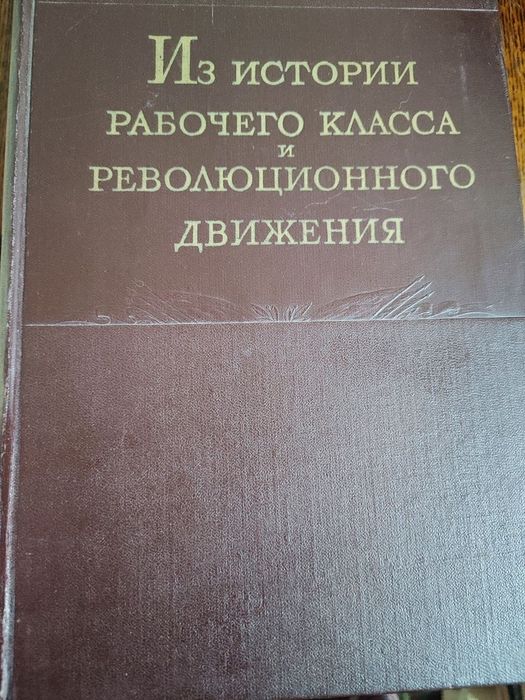 Из истории
рабочего класса
и
революционного
движения